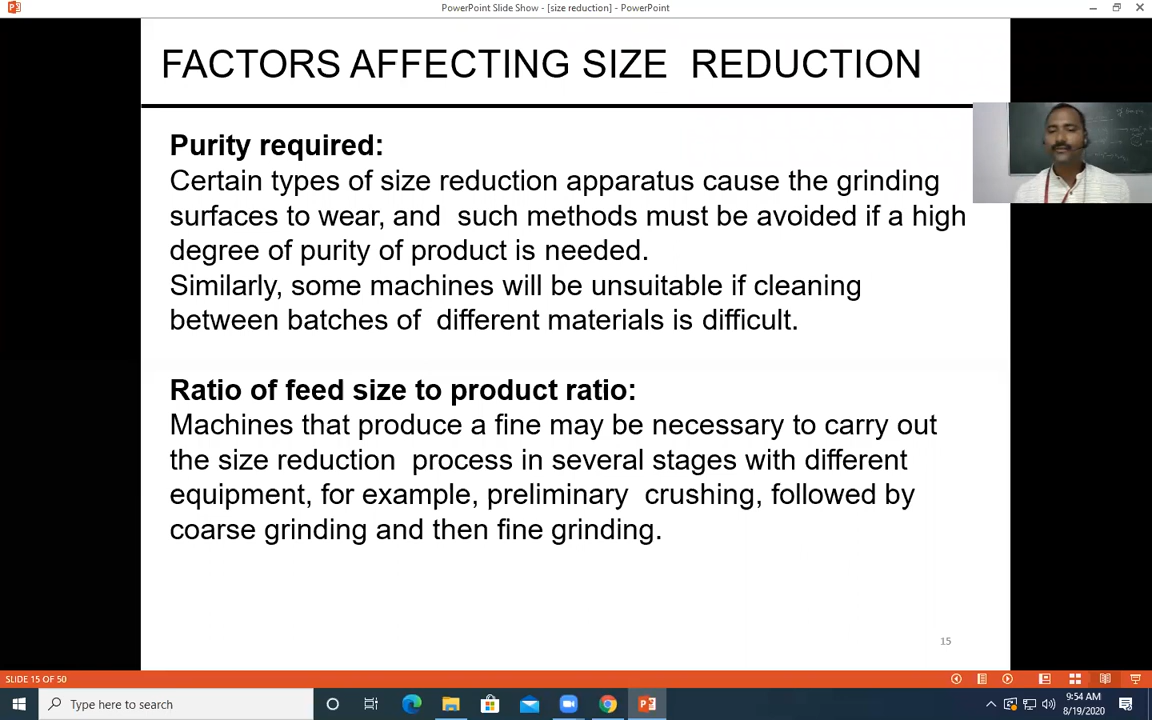 PowerPoint Slide Show - [size reduction] - PowerPoint
FACTORS AFFECTING SIZE REDUCTION
Purity required:
Certain types of size reduction apparatus cause the grinding
surfaces to wear, and such methods must be avoided if a high
degree of purity of product is needed.
Similarly, some machines will be unsuitable if cleaning
between batches of different materials is difficult.
Ratio of feed size to product ratio:
Machines that produce a fine may be necessary to carry out
the size reduction process in several stages with different
equipment, for example, preliminary crushing, followed by
coarse grinding and then fine grinding.
15
SLIDE 15 OF 50
Type here to search
9:54 AM
8/19/2020